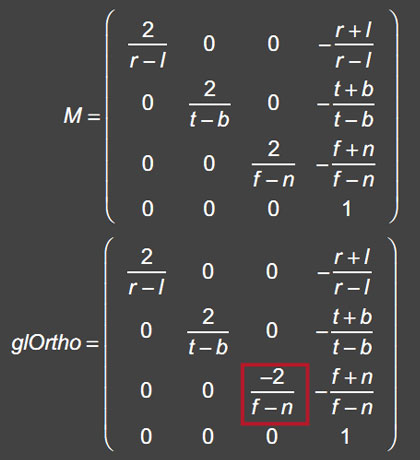 M = ( 2/(r – l) 0 0 –(r + l)/(r – l)
0 2/(t – b) 0 –(t + b)/(t – b)
0 0 2/(f – n) –(f + n)/(f – n)
0 0 0 1 )
glOrtho = ( 2/(r – l) 0 0 –(r + l)/(r – l)
0 2/(t – b) 0 –(t + b)/(t – b)
0 0 –2/(f – n) –(f + n)/(f – n)
0 0 0 1 )